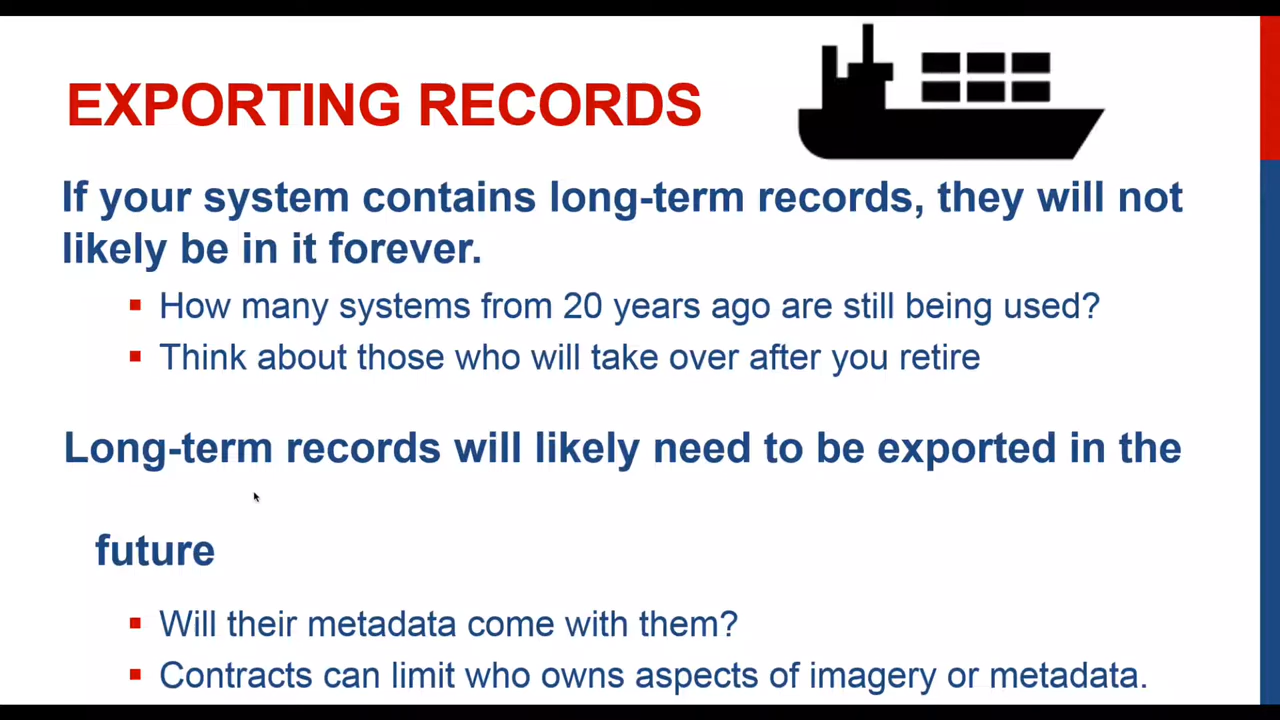 EXPORTING RECORDS
If your system contains long-term records, they will not
likely be in it forever.
▪ How many systems from 20 years ago are still being used?
▪ Think about those who will take over after you retire
Long-term records will likely need to be exported in the
future
▪ Will their metadata come with them?
▪ Contracts can limit who owns aspects of imagery or metadata.